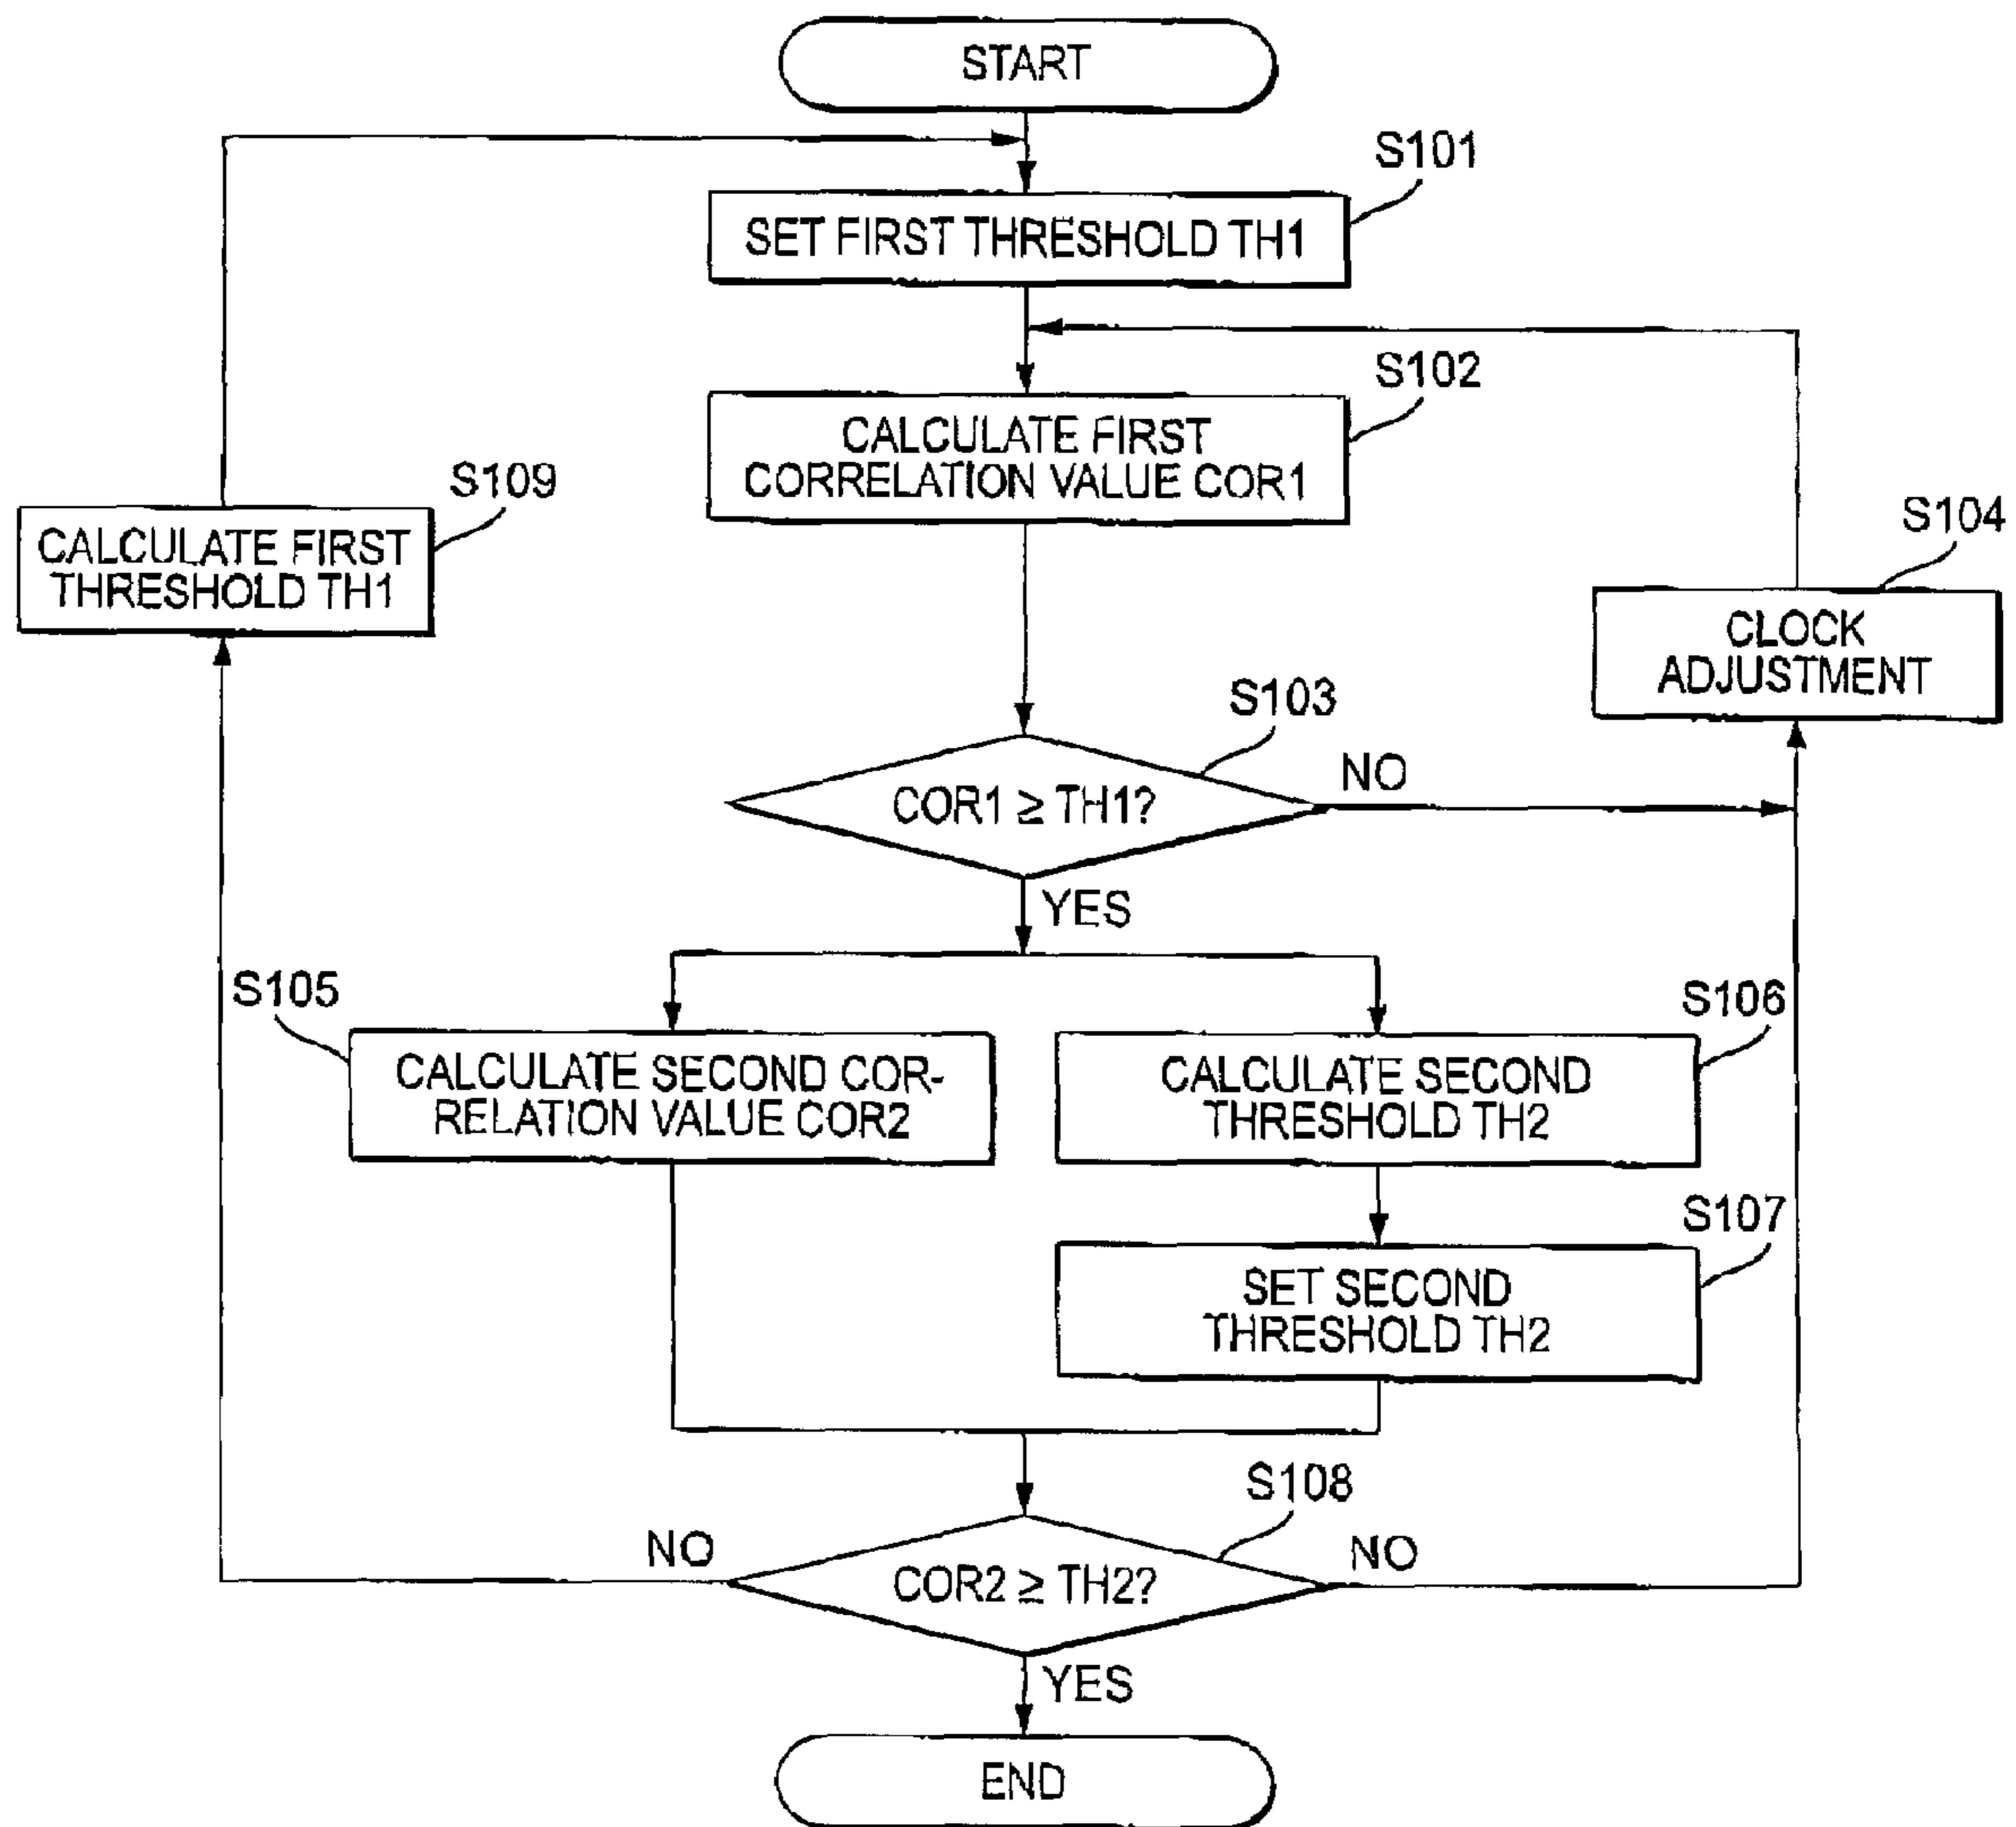 START
S101
SET FIRST THRESHOLD TH1
S102
CALCULATE FIRST
CORRELATION VALUE COR1
S109
CALCULATE FIRST
THRESHOLD TH1
S104
CLOCK
ADJUSTMENT
S103
COR1 ≧ TH1?
NO
YES
S105
CALCULATE SECOND COR-
RELATION VALUE COR2
S106
CALCULATE SECOND
THRESHOLD TH2
S107
SET SECOND
THRESHOLD TH2
S108
NO
COR2 ≧ TH2?
NO
YES
END